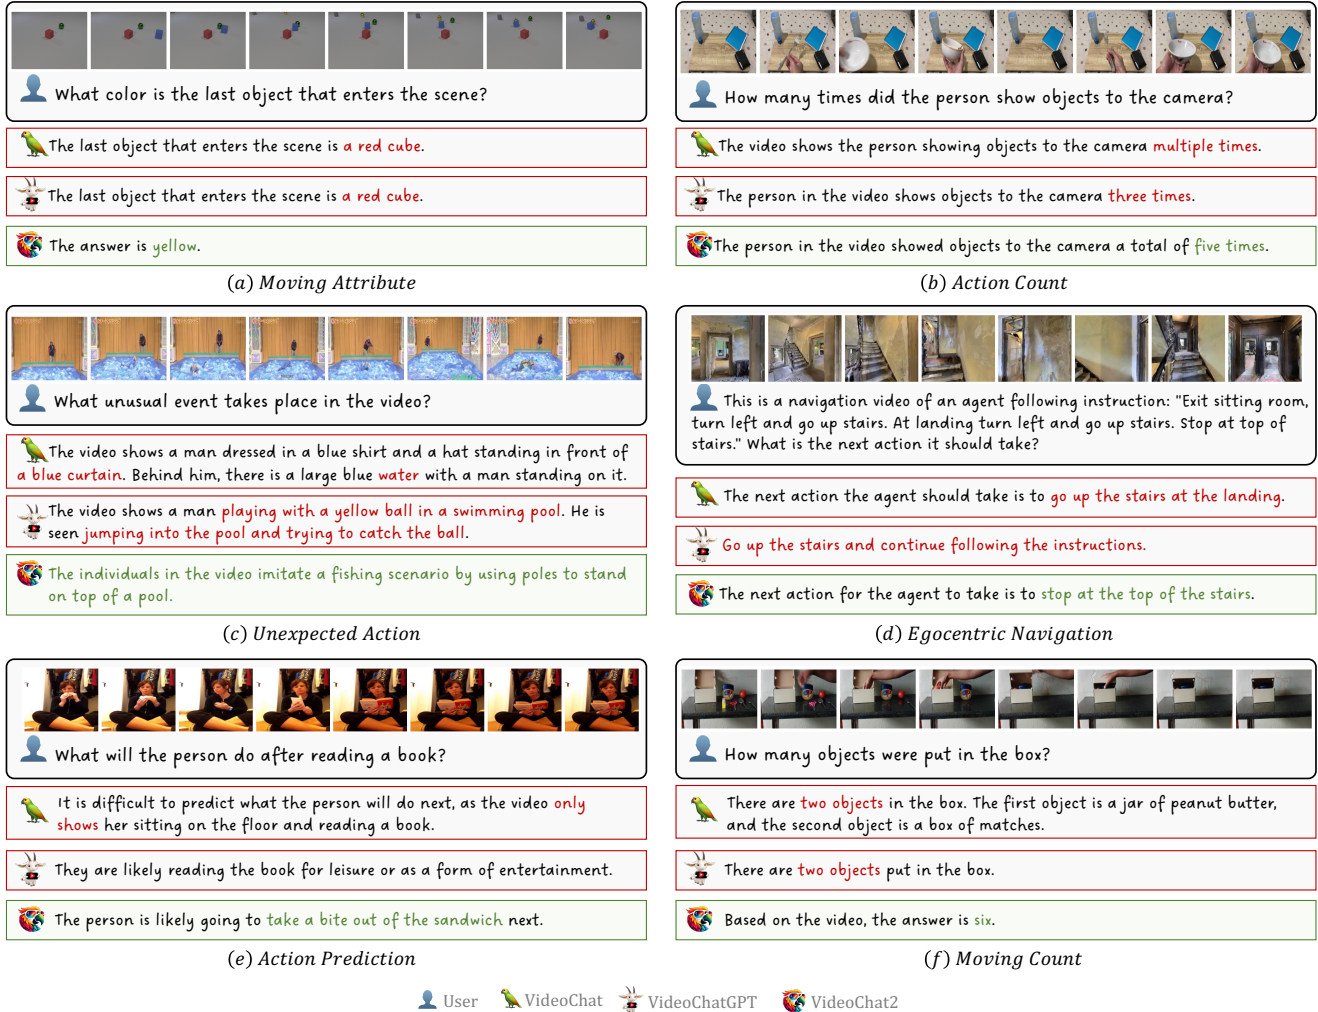 What color is the last object that enters the scene?
The last object that enters the scene is a red cube.
The last object that enters the scene is a red cube.
The answer is yellow.
(a) Moving Attribute
How many times did the person show objects to the camera?
The video shows the person showing objects to the camera multiple times.
The person in the video shows objects to the camera three times.
The person in the video showed objects to the camera a total of five times.
(b) Action Count
What unusual event takes place in the video?
The video shows a man dressed in a blue shirt and a hat standing in front of
a blue curtain. Behind him, there is a large blue water with a man standing on it.
The video shows a man playing with a yellow ball in a swimming pool. He is
seen jumping into the pool and trying to catch the ball.
The individuals in the video imitate a fishing scenario by using poles to stand
on top of a pool.
(c) Unexpected Action
This is a navigation video of an agent following instruction: "Exit sitting room,
turn left and go up stairs. At landing turn left and go up stairs. Stop at top of
stairs." What is the next action it should take?
The next action the agent should take is to go up the stairs at the landing.
Go up the stairs and continue following the instructions.
The next action for the agent to take is to stop at the top of the stairs.
(d) Egocentric Navigation
What will the person do after reading a book?
It is difficult to predict what the person will do next, as the video only
shows her sitting on the floor and reading a book.
They are likely reading the book for leisure or as a form of entertainment.
The person is likely going to take a bite out of the sandwich next.
(e) Action Prediction
How many objects were put in the box?
There are two objects in the box. The first object is a jar of peanut butter,
and the second object is a box of matches.
There are two objects put in the box.
Based on the video, the answer is six.
(f) Moving Count
User VideoChat VideoChatGPT VideoChat2